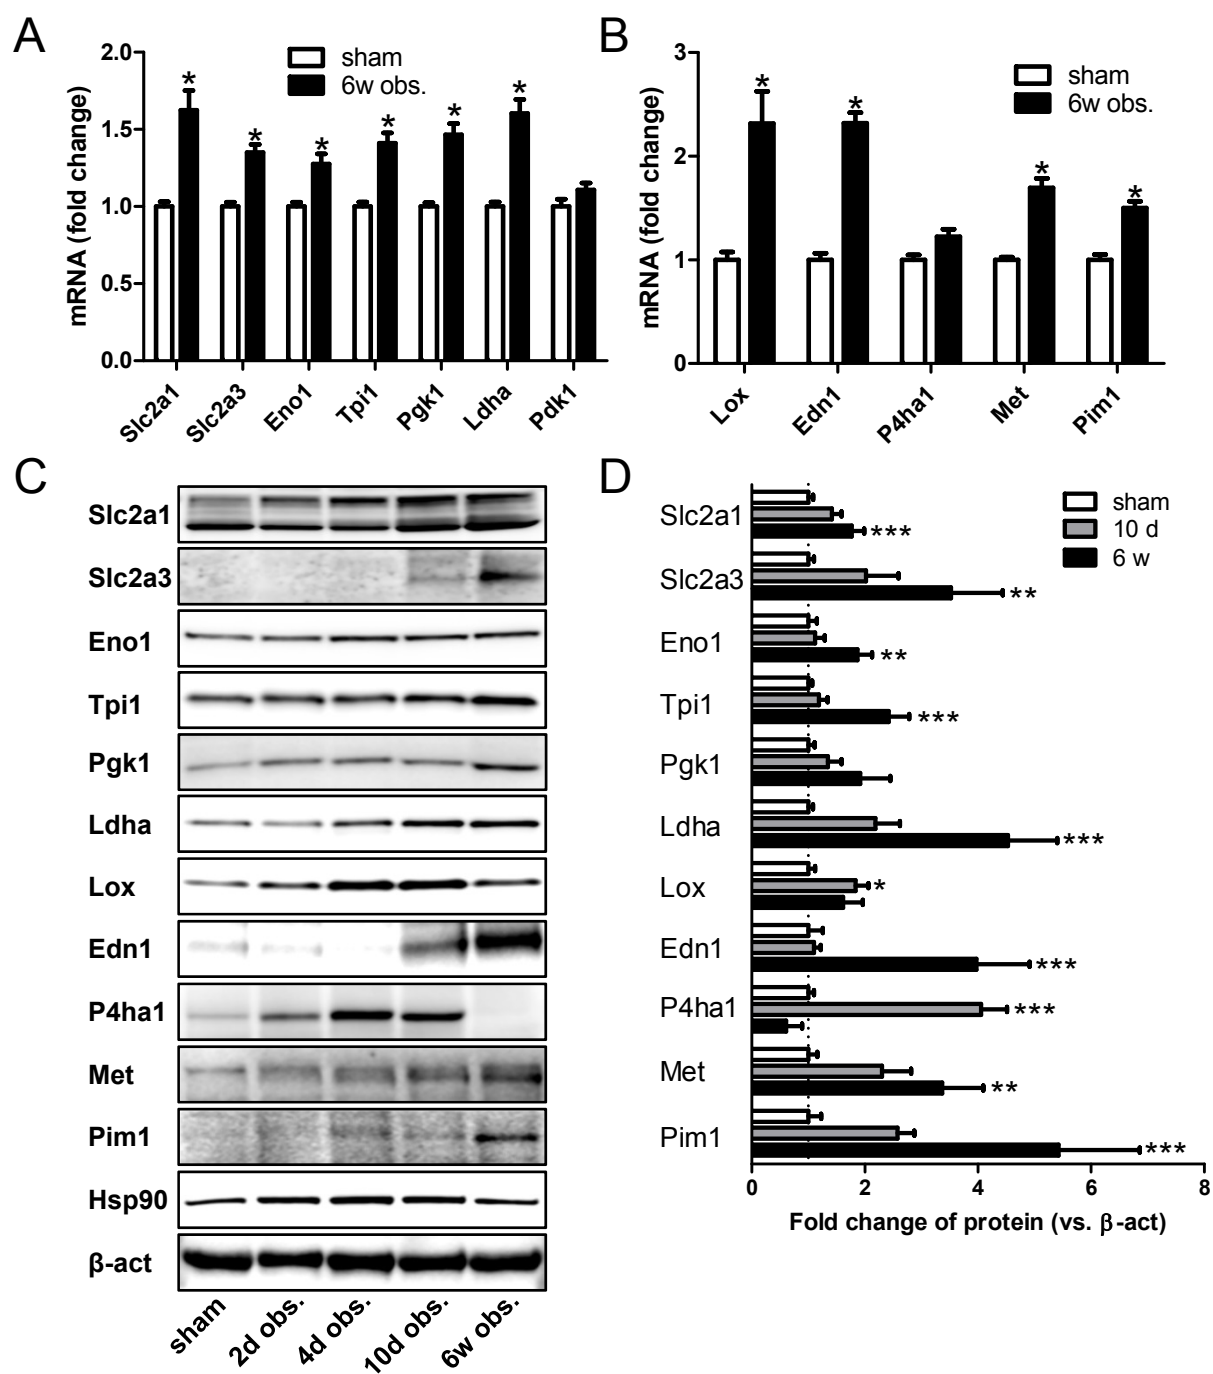 A
mRNA (fold change)
2.0
1.5
1.0
0.5
0.0
sham
6w obs.
* * * * * *
Slc2a1 Slc2a3 Eno1 Tpi1 Pgk1 Ldha Pdk1
B
mRNA (fold change)
3
2
1
0
sham
6w obs.
* * * *
Lox Edn1 P4ha1 Met Pim1
C
Slc2a1
Slc2a3
Eno1
Tpi1
Pgk1
Ldha
Lox
Edn1
P4ha1
Met
Pim1
Hsp90
β-act
sham 2d obs. 4d obs. 10d obs. 6w obs.
D
sham
10 d
6 w
Slc2a1 ***
Slc2a3 **
Eno1 **
Tpi1 ***
Pgk1
Ldha ***
Lox *
Edn1 ***
P4ha1 ***
Met **
Pim1 ***
0 2 4 6 8
Fold change of protein (vs. β-act)